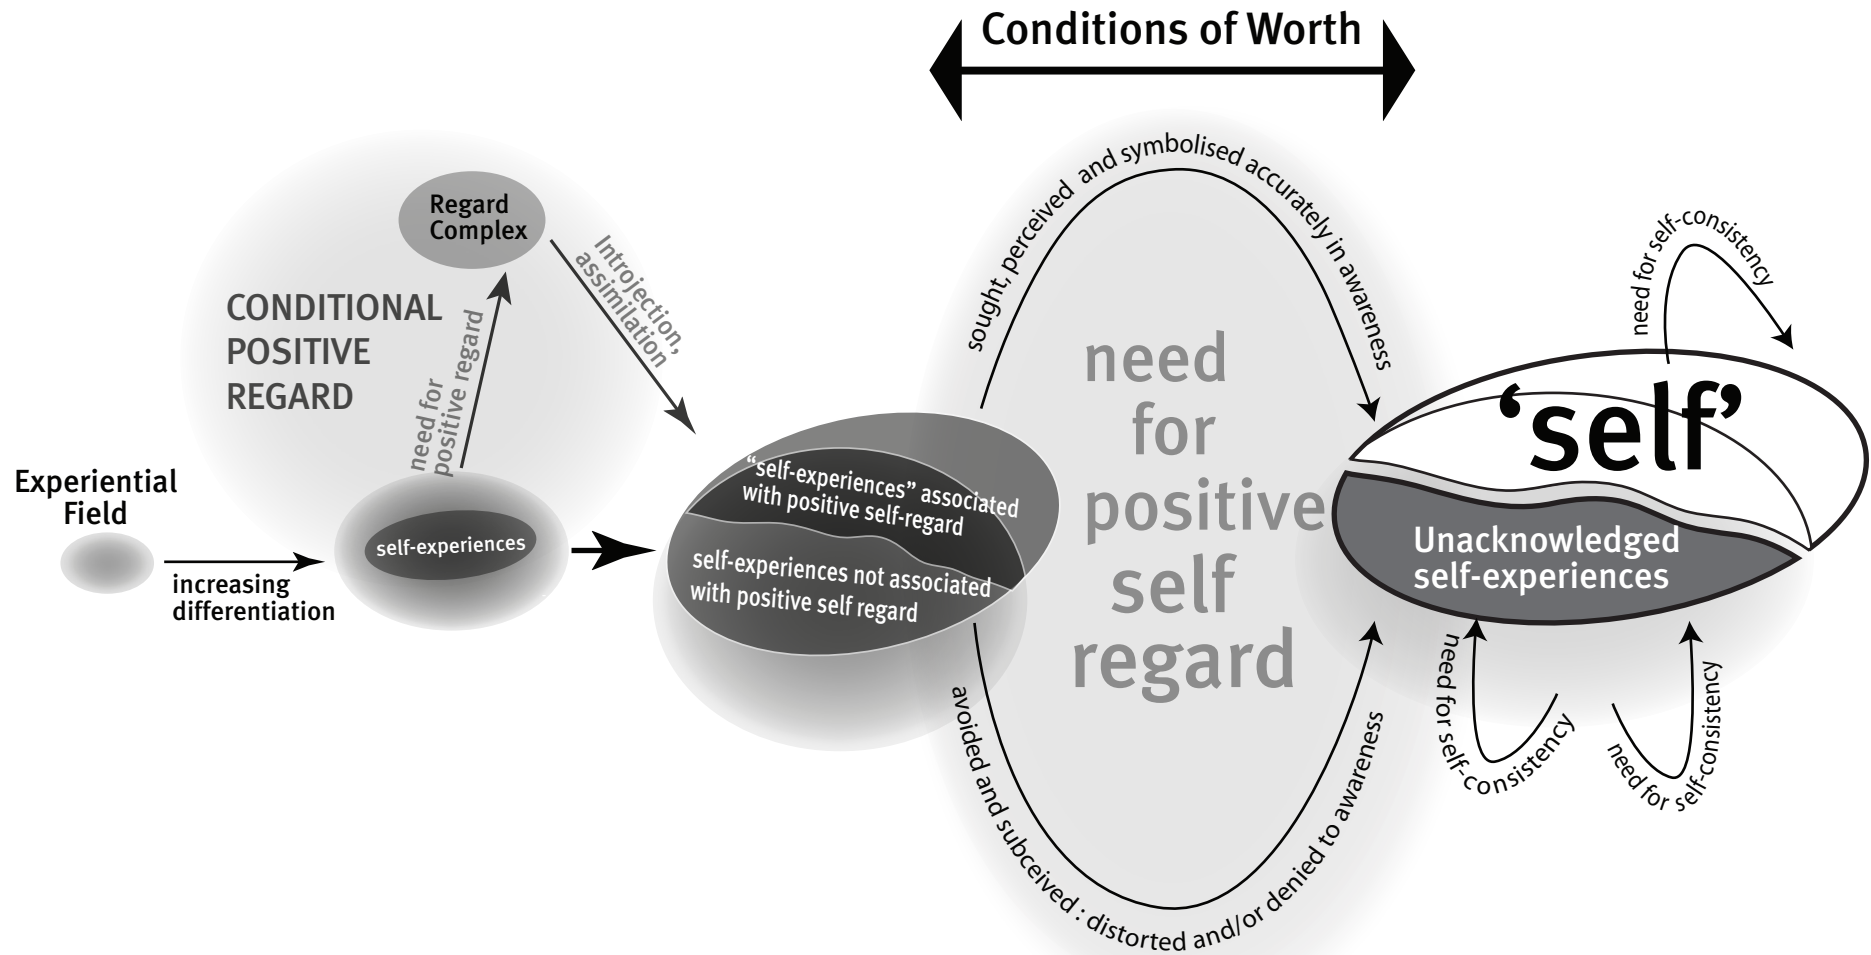 Conditions of Worth
Regard
Complex
CONDITIONAL
POSITIVE
REGARD
need for
positive regard
Introjection,
assimilation
Experiential
Field
increasing
differentiation
self-experiences
“self-experiences” associated
with positive self-regard
self-experiences not associated
with positive self regard
sought, perceived and symbolised accurately in awareness
need
for
positive
self
regard
avoided and subceived : distorted and/or denied to awareness
need for self-consistency
‘self’
Unacknowledged
self-experiences
need for self-consistency
need for self-consistency